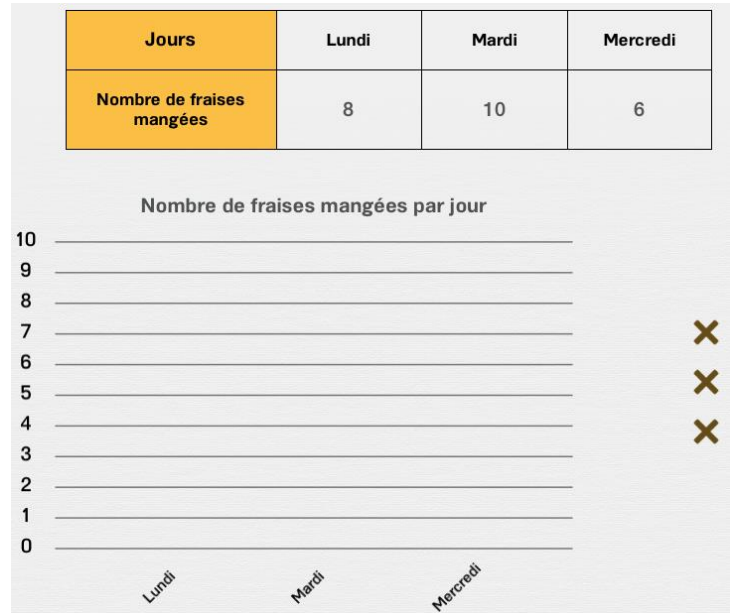 Jours Lundi Mardi Mercredi
Nombre de fraises
mangées
8 10 6
Nombre de fraises mangées par jour
10
9
8
7
6
5
4
3
2
1
0
Lundi Mardi Mercredi